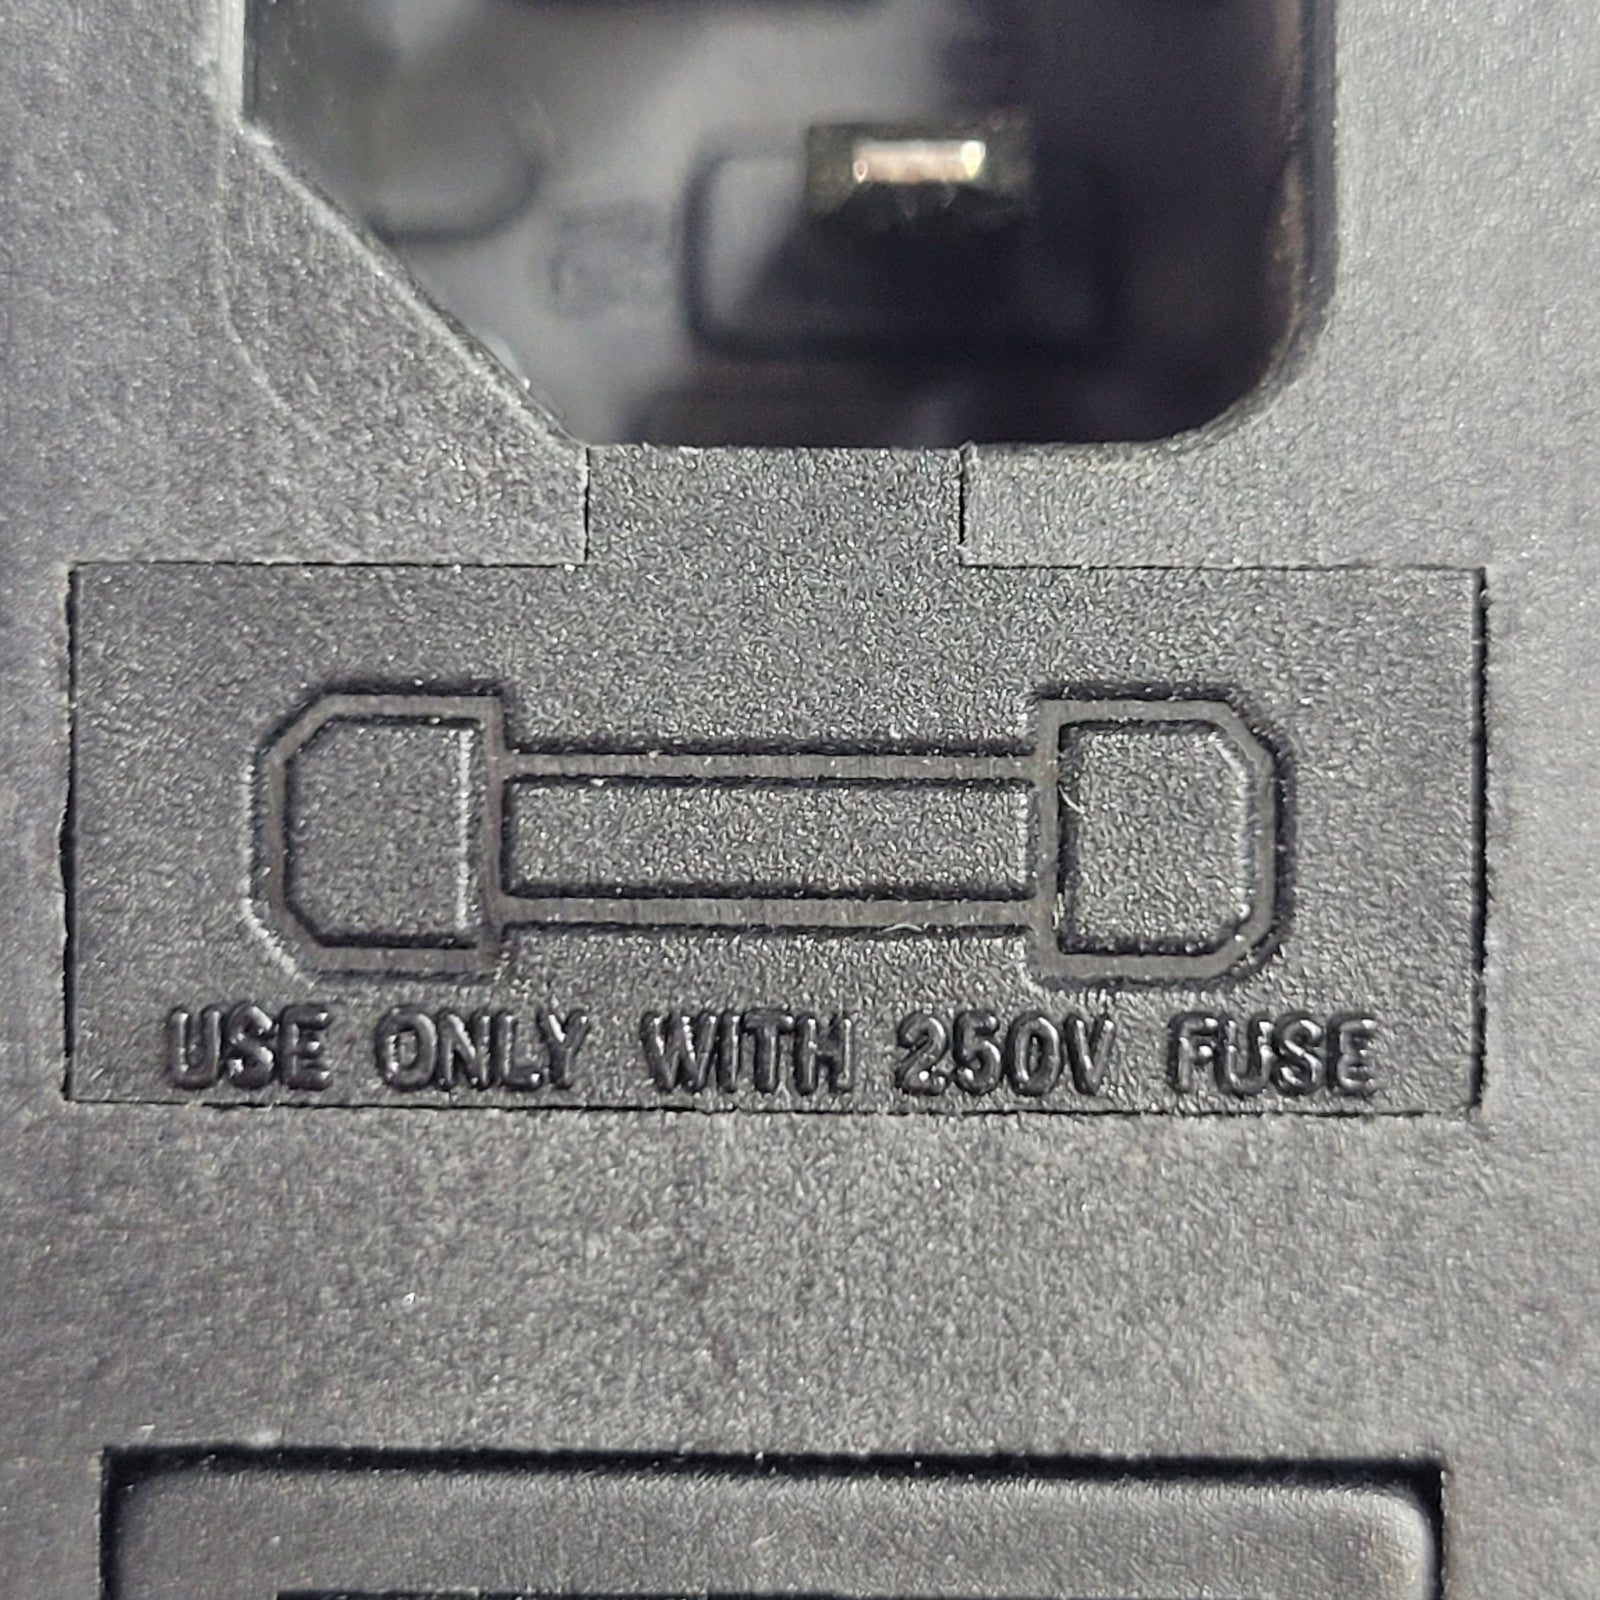 USE ONLY WITH 250V FUSE